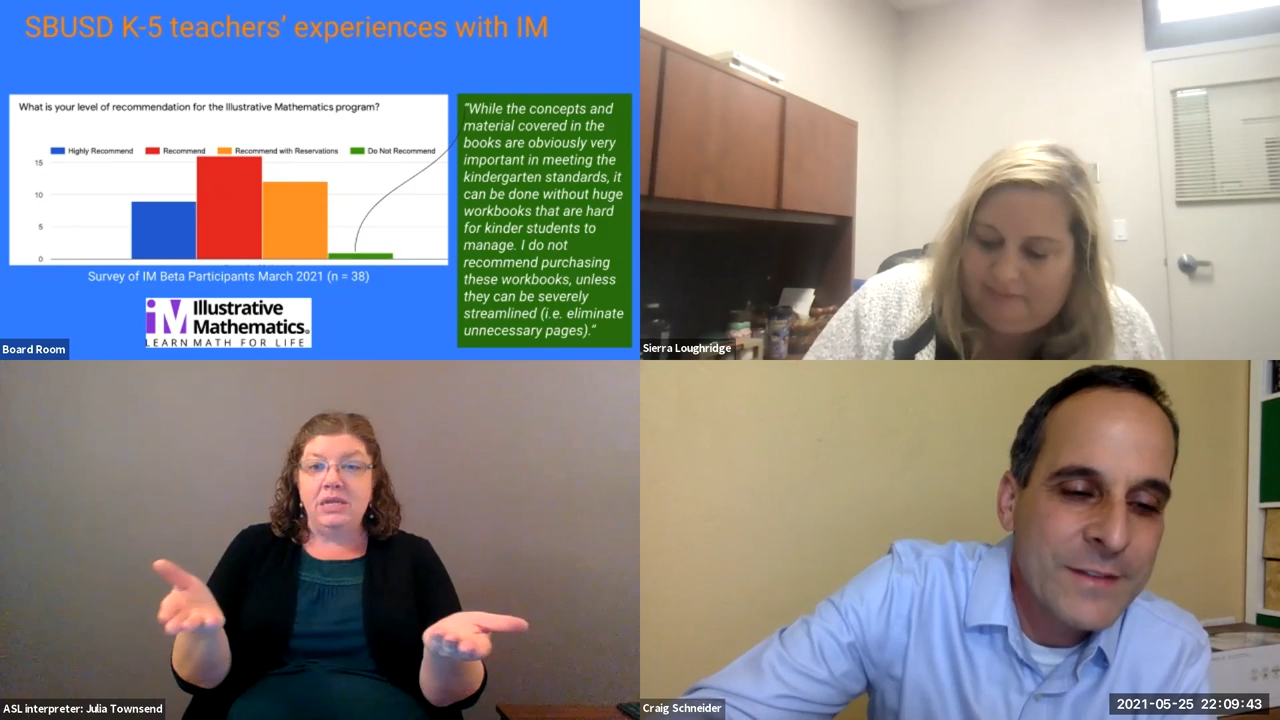 SBUSD K-5 teachers’ experiences with IM
What is your level of recommendation for the Illustrative Mathematics program?
Highly Recommend
Recommend
Recommend with Reservations
Do Not Recommend
15
10
5
0
Survey of IM Beta Participants March 2021 (n = 38)
iM Illustrative
Mathematics®
LEARN MATH FOR LIFE
"While the concepts and
material covered in the
books are obviously very
important in meeting the
kindergarten standards, it
can be done without huge
workbooks that are hard
for kinder students to
manage. I do not
recommend purchasing
these workbooks, unless
they can be severely
streamlined (i.e. eliminate
unnecessary pages)."
Board Room
Sierra Loughridge
ASL interpreter: Julia Townsend
Craig Schneider
2021-05-25 22:09:43